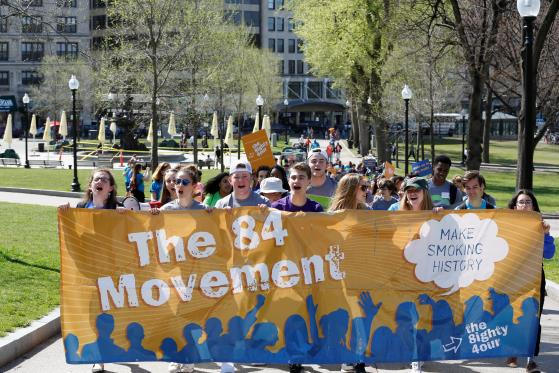 The 84
Movement
MAKE
SMOKING
HISTORY
the
8ighty
4our